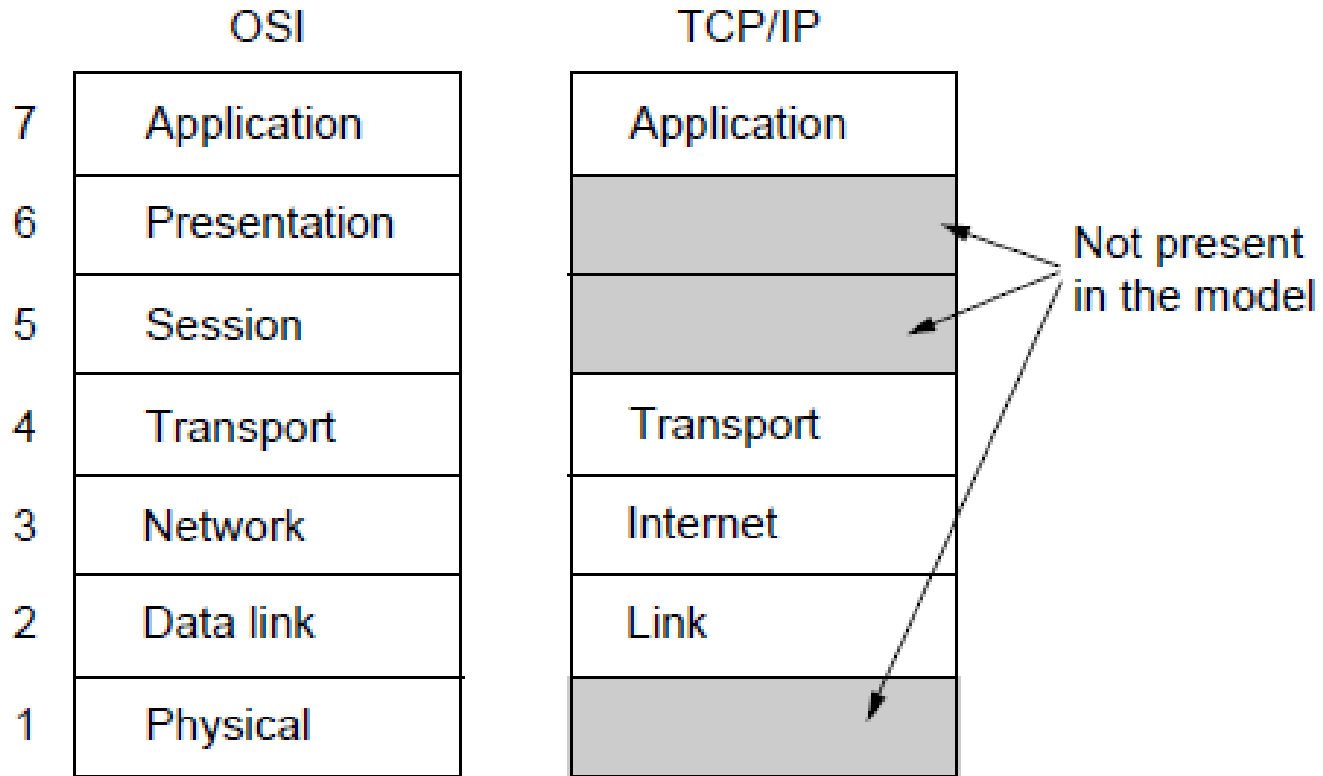 OSI TCP/IP
7 Application Application
6 Presentation
Not present
in the model
5 Session
4 Transport Transport
3 Network Internet
2 Data link Link
1 Physical